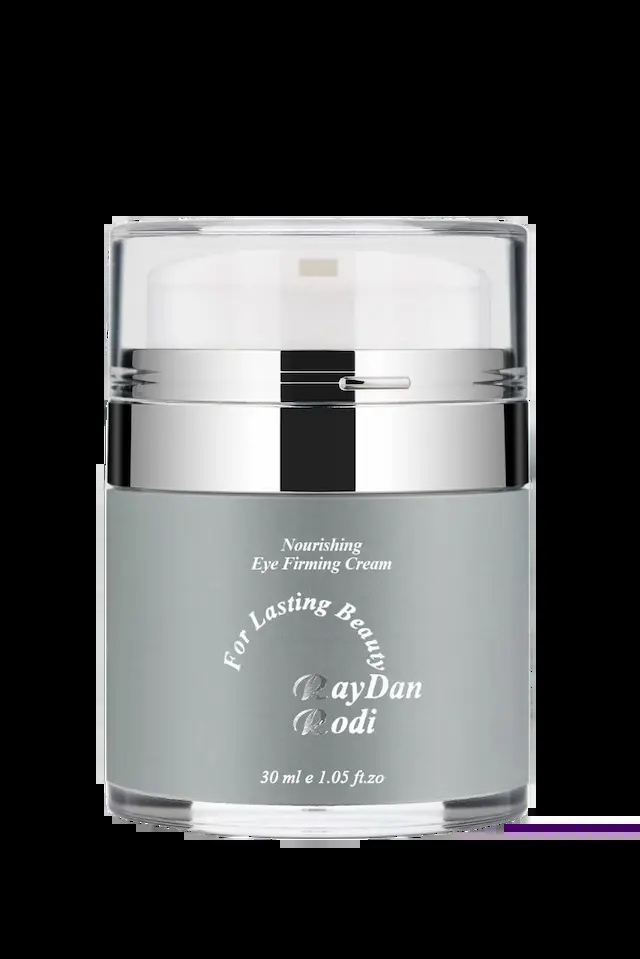 Nourishing
Eye Firming Cream
For Lasting Beauty
RayDan
Rodi
30 ml e 1.05 ft.zo